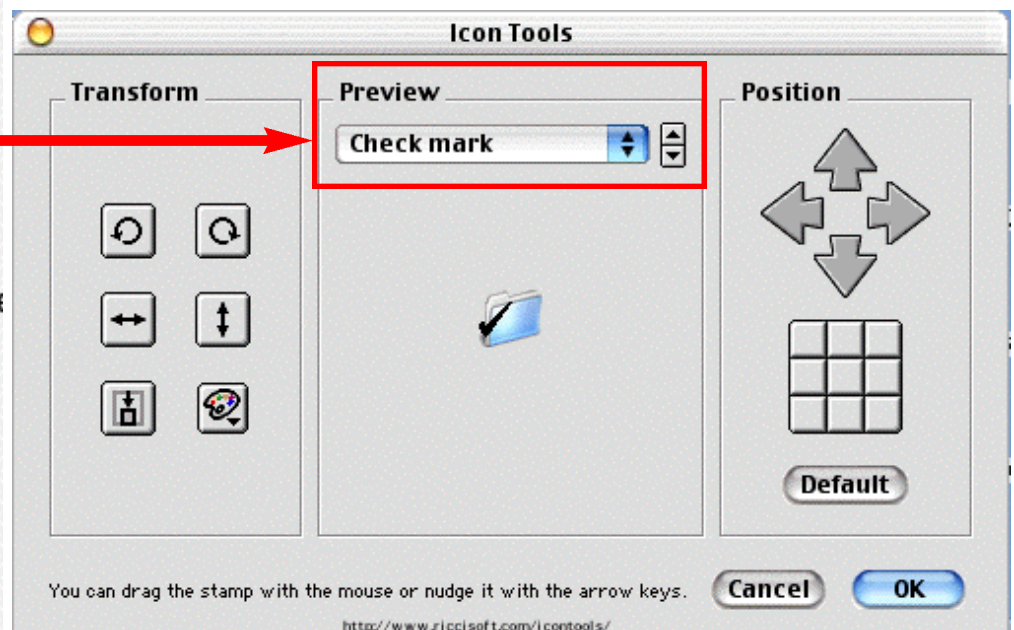 Icon Tools
Transform
Preview
Position
Check mark
Default
You can drag the stamp with the mouse or nudge it with the arrow keys.
Cancel
OK
http://www.riccisoft.com/icontools/